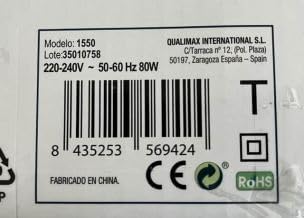 Modelo: 1550
Lote:35010758
220-240V ~ 50-60 Hz 80W
QUALIMAX INTERNATIONAL S.L.
C/Tarraca nº 12, (Pol. Plaza)
50197, Zaragoza España – Spain
T
8 435253 569424
FABRICADO EN CHINA.
CE
RoHS
P